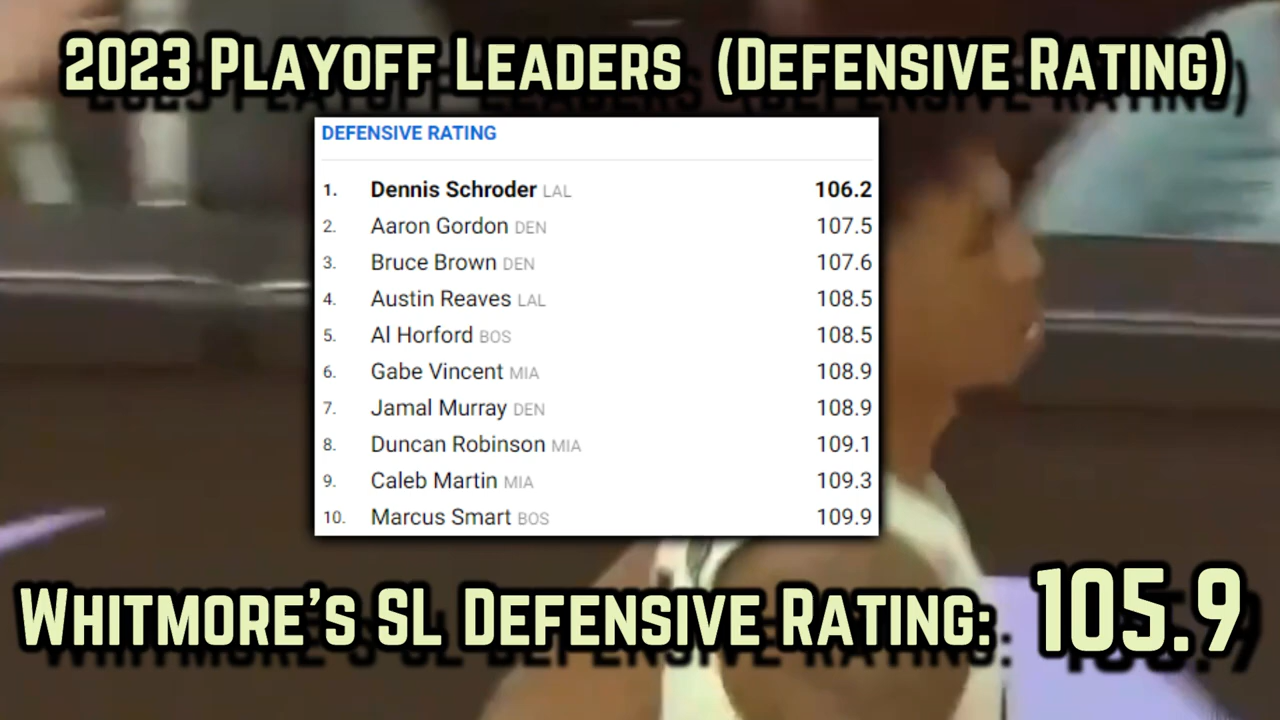 2023 Playoff Leaders (Defensive Rating)
DEFENSIVE RATING
1. Dennis Schroder LAL 106.2
2. Aaron Gordon DEN 107.5
3. Bruce Brown DEN 107.6
4. Austin Reaves LAL 108.5
5. Al Horford BOS 108.5
6. Gabe Vincent MIA 108.9
7. Jamal Murray DEN 108.9
8. Duncan Robinson MIA 109.1
9. Caleb Martin MIA 109.3
10. Marcus Smart BOS 109.9
Whitmore's SL Defensive Rating: 105.9